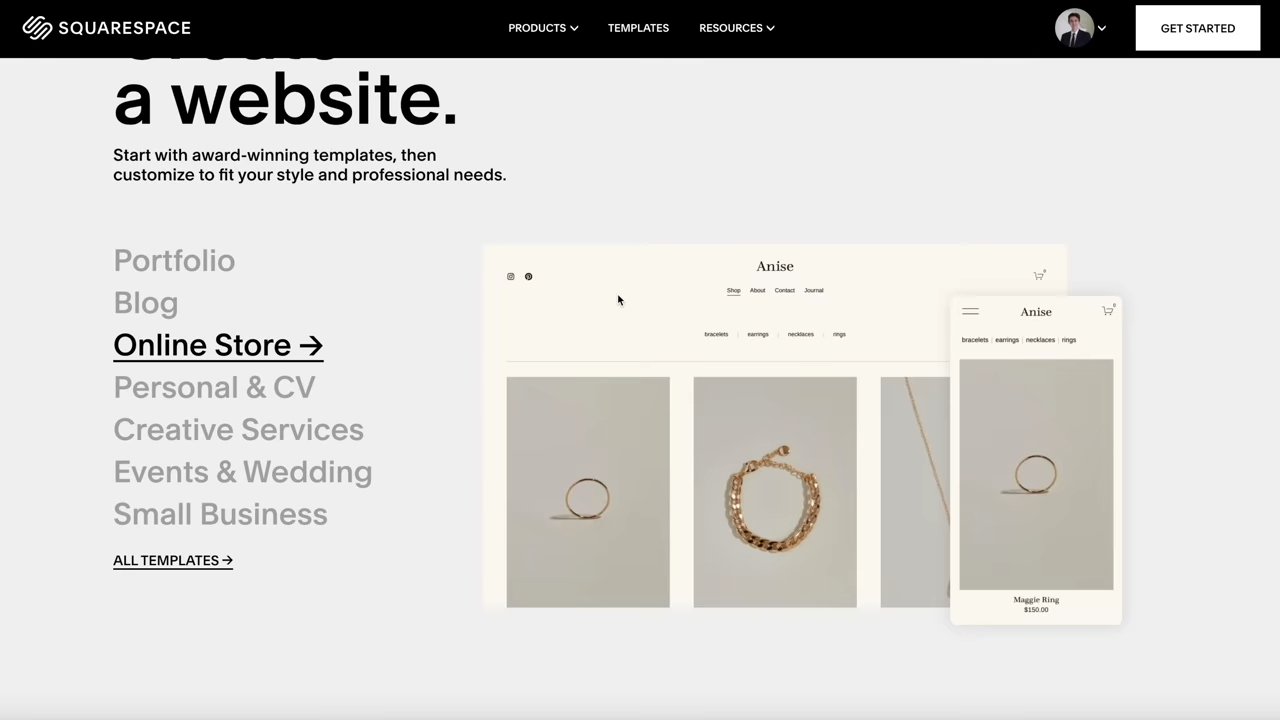 SQUARESPACE
PRODUCTS
TEMPLATES
RESOURCES
GET STARTED
a website.
Start with award-winning templates, then
customize to fit your style and professional needs.
Portfolio
Blog
Online Store →
Personal & CV
Creative Services
Events & Wedding
Small Business
ALL TEMPLATES →
Anise
0
Shop About Contact Journal
bracelets | earrings | necklaces | rings
Anise
0
bracelets | earrings | necklaces | rings
Maggie Ring
$150.00